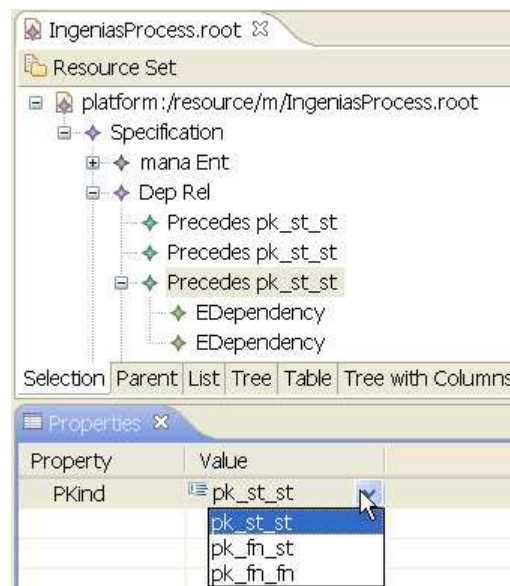 IngeniasProcess.root
Resource Set
platform:/resource/m/IngeniasProcess.root
Specification
mana Ent
Dep Rel
Precedes pk_st_st
Precedes pk_st_st
Precedes pk_st_st
EDependency
EDependency
Selection Parent List Tree Table Tree with Columns
Properties
Property Value
PKind pk_st_st
pk_st_st
pk_fn_st
pk_fn_fn